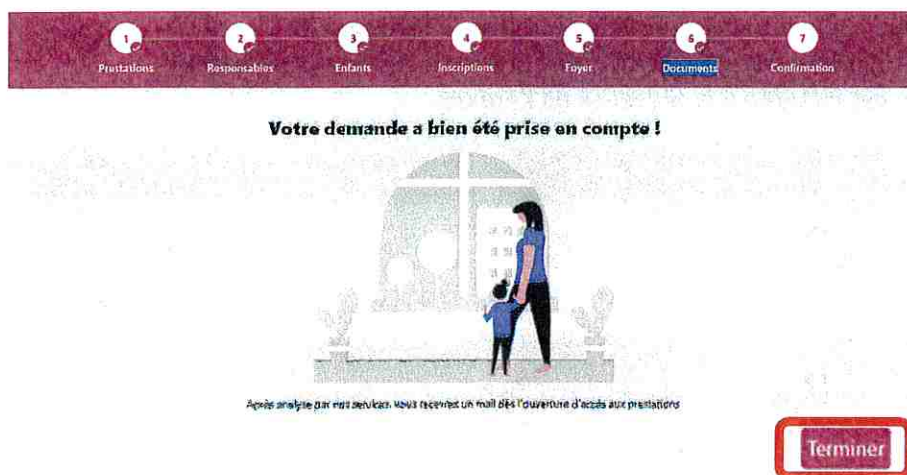 1 2 3 4 5 6 7
Prestations Responsables Enfants Inscriptions Foyer Documents Confirmation
Votre demande a bien été prise en compte !
Après analyse par nos services, vous recevrez un mail dès l'ouverture d'accès aux prestations
Terminer